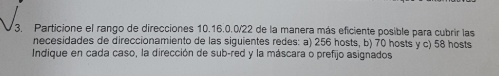 3. Particione el rango de direcciones 10.16.0.0/22 de la manera más eficiente posible para cubrir las
necesidades de direccionamiento de las siguientes redes: a) 256 hosts, b) 70 hosts y c) 58 hosts
Indique en cada caso, la dirección de sub-red y la máscara o prefijo asignados